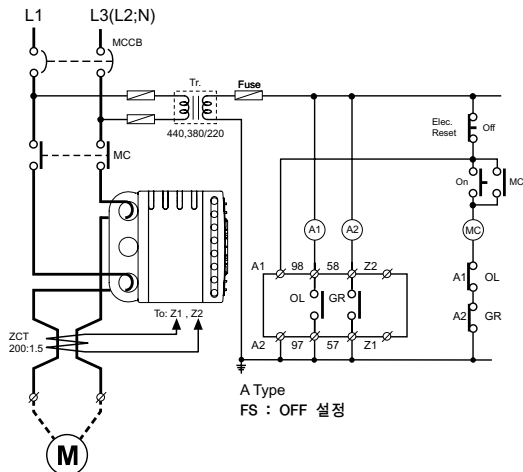 L1 L3(L2;N)
MCCB
Tr.
Fuse
440,380/220
Elec.
Reset
Off
MC
On
MC
A1
A2
MC
A1 98 58 Z2
OL GR
A1 OL
To: Z1 , Z2
A2 GR
ZCT
200:1.5
A2 97 57 Z1
A Type
FS : OFF 설정
M